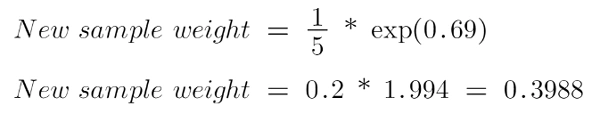 New sample weight = 1/5 * exp(0.69)
New sample weight = 0.2 * 1.994 = 0.3988